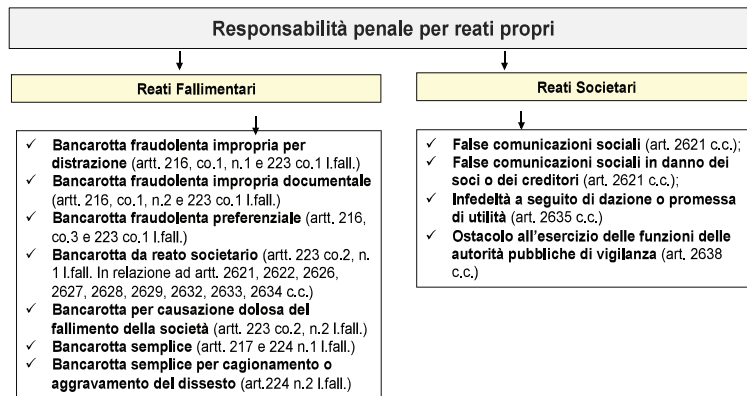 Responsabilità penale per reati propri
Reati Fallimentari
✓ Bancarotta fraudolenta impropria per
distrazione (artt. 216, co.1, n.1 e 223 co.1 l.fall.)
✓ Bancarotta fraudolenta impropria documentale
(artt. 216, co.1, n.2 e 223 co.1 l.fall.)
✓ Bancarotta fraudolenta preferenziale (artt. 216,
co.3 e 223 co.1 l.fall.)
✓ Bancarotta da reato societario (artt. 223 co.2, n.
1 l.fall. In relazione ad artt. 2621, 2622, 2626,
2627, 2628, 2629, 2632, 2633, 2634 c.c.)
✓ Bancarotta per causazione dolosa del
fallimento della società (artt. 223 co.2, n.2 l.fall.)
✓ Bancarotta semplice (artt. 217 e 224 n.1 l.fall.)
✓ Bancarotta semplice per cagionamento o
aggravamento del dissesto (art.224 n.2 l.fall.)
Reati Societari
✓ False comunicazioni sociali (art. 2621 c.c.);
✓ False comunicazioni sociali in danno dei
soci o dei creditori (art. 2621 c.c.);
✓ Infedeltà a seguito di dazione o promessa
di utilità (art. 2635 c.c.)
✓ Ostacolo all'esercizio delle funzioni delle
autorità pubbliche di vigilanza (art. 2638
c.c.)